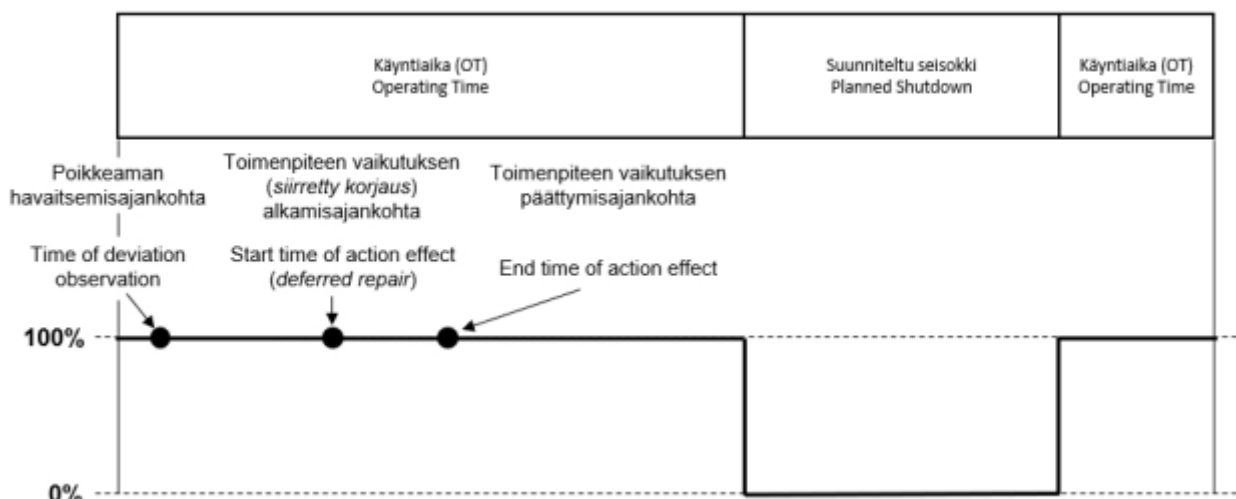 Käyntiaika (OT)
Operating Time
Suunniteltu seisokki
Planned Shutdown
Käyntiaika (OT)
Operating Time
Poikkeaman
havaitsemisajankohta
Toimenpiteen vaikutuksen
(siirretty korjaus)
alkamisajankohta
Toimenpiteen vaikutuksen
päättymisajankohta
Time of deviation
observation
Start time of action effect
(deferred repair)
End time of action effect
100%
0%